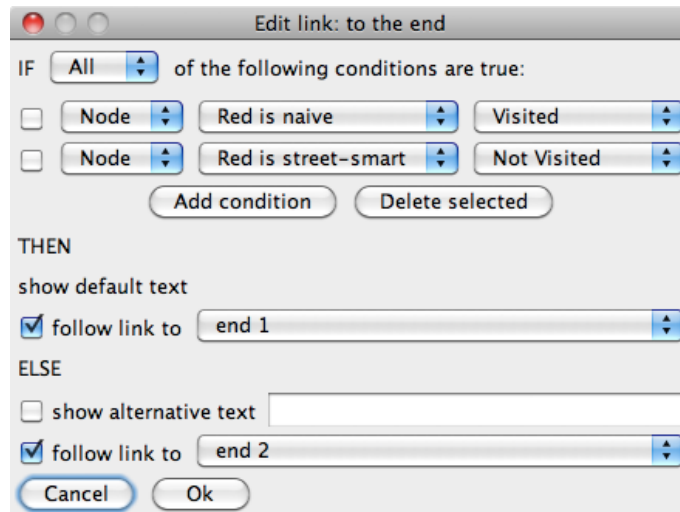 Edit link: to the end
IF All of the following conditions are true:
Node Red is naive Visited
Node Red is street-smart Not Visited
Add condition Delete selected
THEN
show default text
follow link to end 1
ELSE
show alternative text
follow link to end 2
Cancel Ok